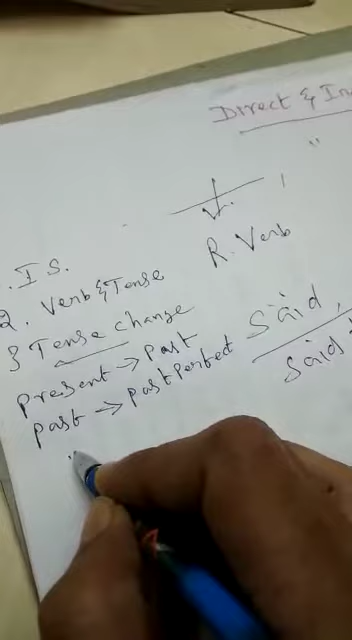 Direct & In
"
R. Verb
I S.
2. Verb & Tense
3 Tense change
Present → Past
Past → Past Perfect
Said,
Said